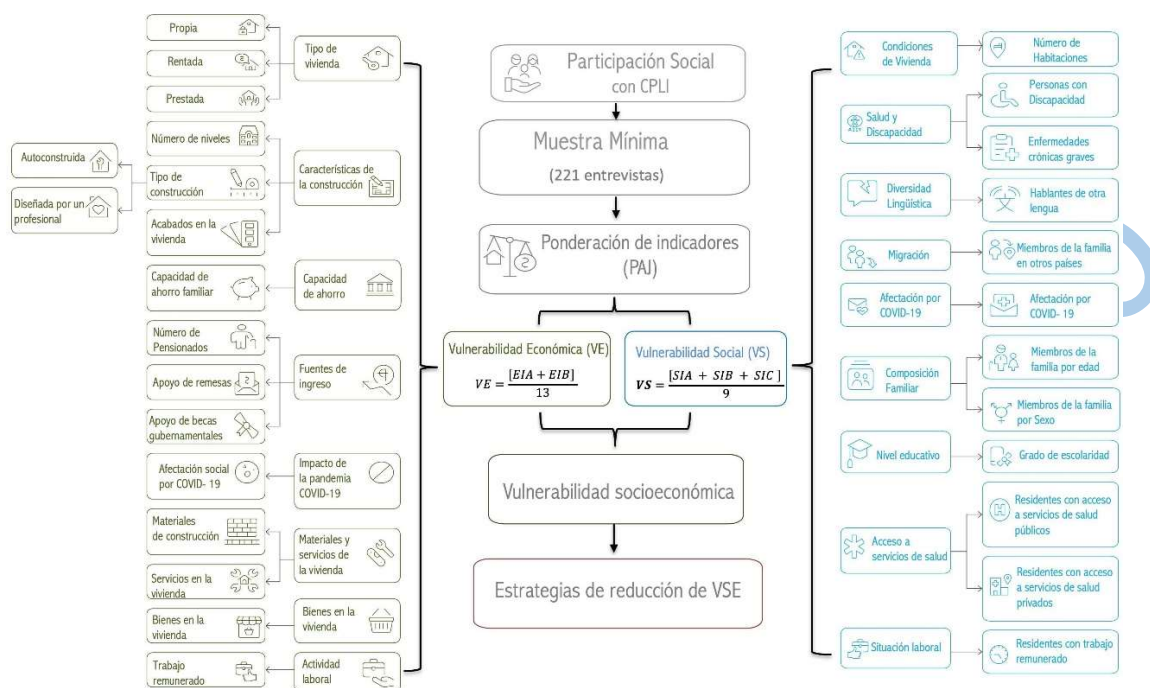 Propia
Rentada
Prestada
Tipo de
vivienda
Número de niveles
Autoconstruida
Tipo de
construcción
Diseñada por un
profesional
Acabados en la
vivienda
Características de
la construcción
Capacidad de
ahorro familiar
Capacidad
de ahorro
Número de
Pensionados
Apoyo de remesas
Apoyo de becas
gubernamentales
Fuentes de
ingreso
Afectación social
por COVID- 19
Impacto de
la pandemia
COVID-19
Materiales
de construcción
Servicios en la
vivienda
Materiales y
servicios de
la vivienda
Bienes en la
vivienda
Bienes en la
vivienda
Trabajo
remunerado
Actividad
laboral
Participación Social
con CPLI
Muestra Mínima
(221 entrevistas)
Ponderación de indicadores
(PAJ)
Vulnerabilidad Económica (VE)
VE = [EIA + EIB] / 13
Vulnerabilidad Social (VS)
VS = [SIA + SIB + SIC ] / 9
Vulnerabilidad socioeconómica
Estrategias de reducción de VSE
Condiciones
de Vivienda
Número de
Habitaciones
Salud y
Discapacidad
Personas con
Discapacidad
Enfermedades
crónicas graves
Diversidad
Lingüística
Hablantes de otra
lengua
Migración
Miembros de la familia
en otros países
Afectación por
COVID-19
Afectación por
COVID- 19
Composición
Familiar
Miembros de la
familia por edad
Miembros de la familia
por Sexo
Nivel educativo
Grado de escolaridad
Acceso a
servicios de salud
Residentes con acceso
a servicios de salud
públicos
Residentes con acceso
a servicios de salud
privados
Situación laboral
Residentes con trabajo
remunerado